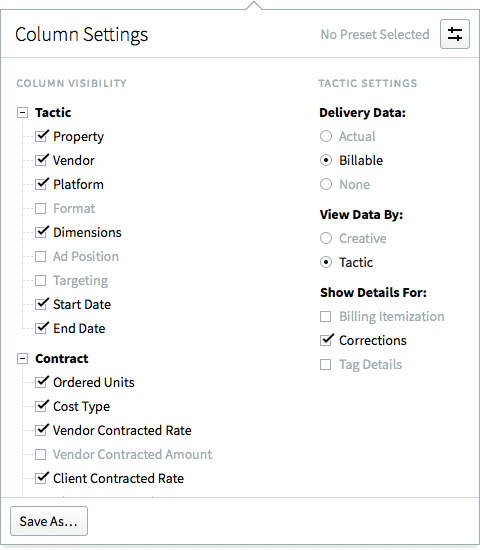 Column Settings
No Preset Selected
COLUMN VISIBILITY
Tactic
Property
Vendor
Platform
Format
Dimensions
Ad Position
Targeting
Start Date
End Date
Contract
Ordered Units
Cost Type
Vendor Contracted Rate
Vendor Contracted Amount
Client Contracted Rate
TACTIC SETTINGS
Delivery Data:
Actual
Billable
None
View Data By:
Creative
Tactic
Show Details For:
Billing Itemization
Corrections
Tag Details
Save As...